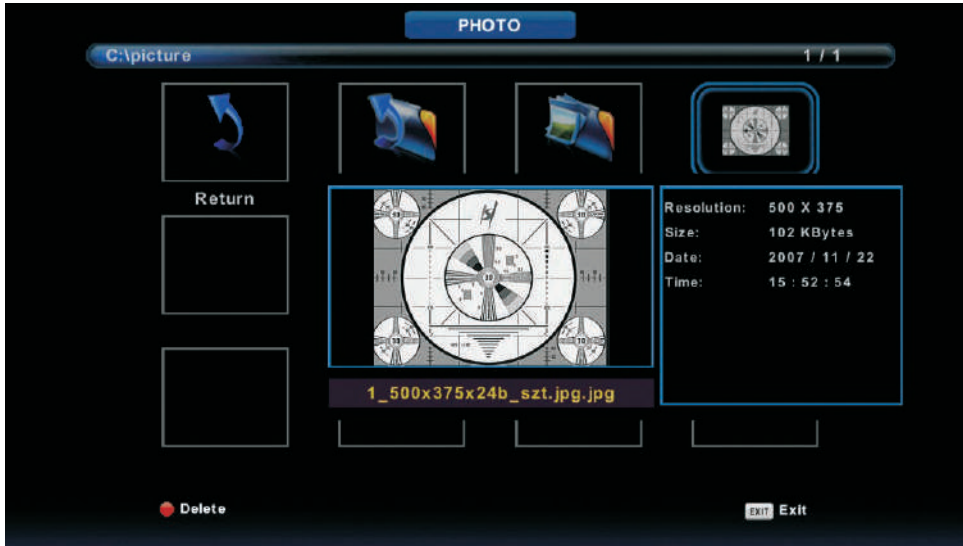 PHOTO
C:\picture
1 / 1
Return
Resolution: 500 X 375
Size: 102 KBytes
Date: 2007 / 11 / 22
Time: 15 : 52 : 54
1_500x375x24b_szt.jpg.jpg
Delete
EXIT Exit